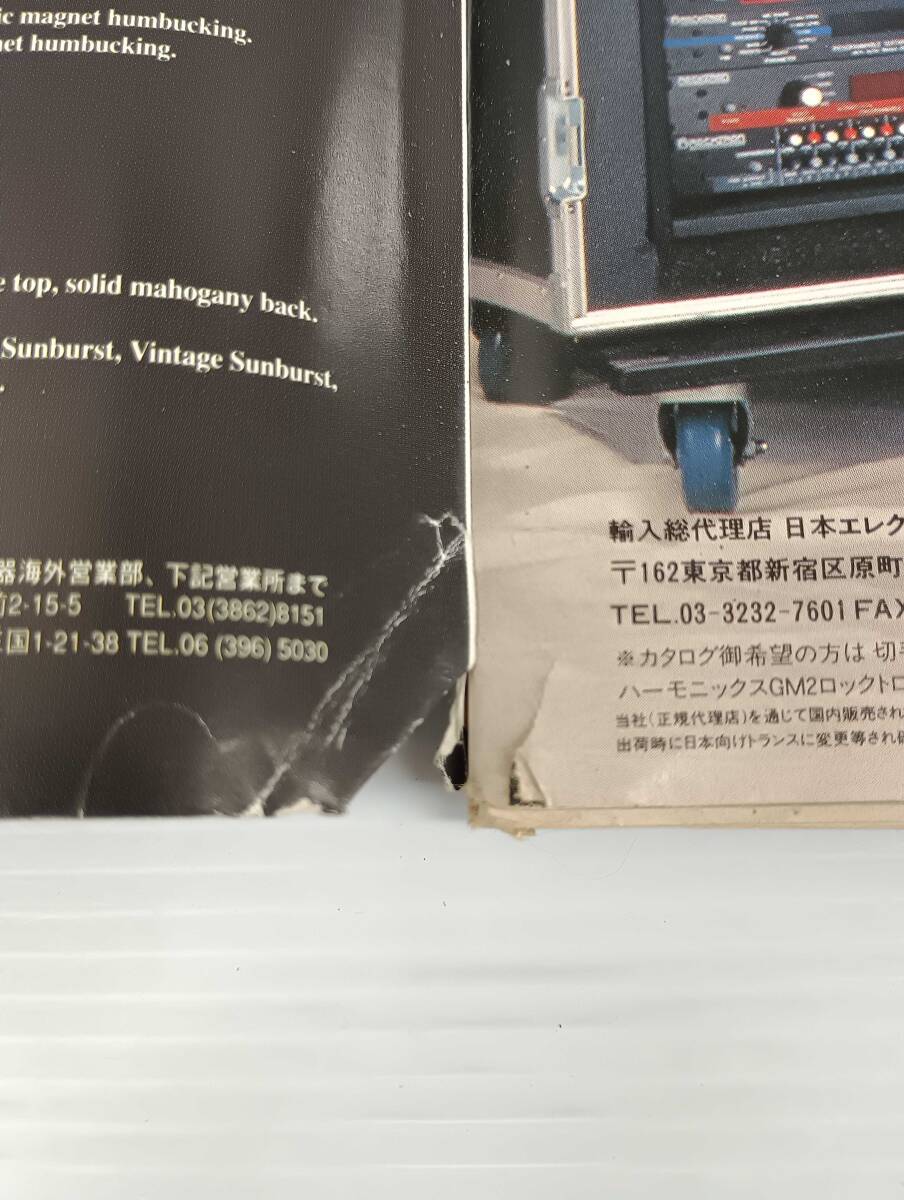 ic magnet humbucking.
net humbucking.
e top, solid mahogany back.
Sunburst, Vintage Sunburst,
器海外営業部、下記営業所まで
前2-15-5 TEL.03(3862)8151
国1-21-38 TEL.06 (396) 5030
輸入総代理店 日本エレク
〒162東京都新宿区原町
TEL.03-3232-7601 FAX
※カタログ御希望の方は 切手
ハーモニックスGM2ロックトロ
当社(正規代理店)を通じて国内販売され
出荷時に日本向けトランスに変更等され